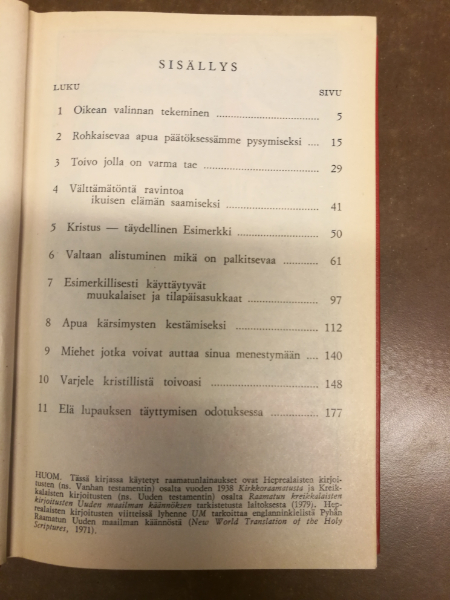 SISÄLLYS
LUKU SIVU
1 Oikean valinnan tekeminen ........................ 5
2 Rohkaisevaa apua päätöksessämme pysymiseksi .... 15
3 Toivo jolla on varma tae ........................ 29
4 Välttämätöntä ravintoa
ikuisen elämän saamiseksi ........................ 41
5 Kristus — täydellinen Esimerkki ................ 50
6 Valtaan alistuminen mikä on palkitsevaa ............ 61
7 Esimerkillisesti käyttäytyvät
muukalaiset ja tilapäisasukkaat ................ 97
8 Apua kärsimysten kestämiseksi ................ 112
9 Miehet jotka voivat auttaa sinua menestymään .... 140
10 Varjele kristillistä toivoasi ........................ 148
11 Elä lupauksen täyttymisen odotuksessa ............ 177
HUOM. Tässä kirjassa käytetyt raamatunlainaukset ovat Heprealaisten kirjoi-
tusten (ns. Vanhan testamentin) osalta vuoden 1938 Kirkkoraamatusta ja Kreik-
kalaisten kirjoitusten (ns. Uuden testamentin) osalta Raamatun kreikkalaisten
kirjoitusten Uuden maailman käännöksen tarkistetusta laitoksesta (1979). Hep-
realaisten kirjoitusten viitteissä lyhenne UM tarkoittaa englanninkielistä Pyhän
Raamatun Uuden maailman käännöstä (New World Translation of the Holy
Scriptures, 1971).